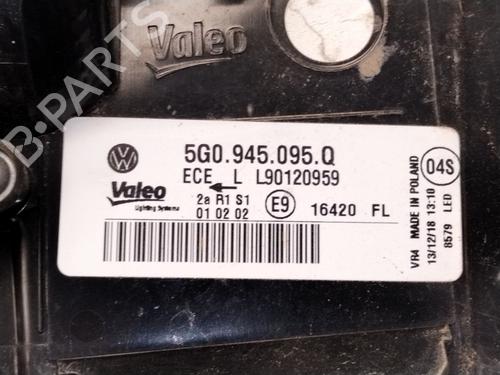 Valeo
5G0.945.095.Q
ECE L L90120959
Valeo
Lighting Systems
2a R1 S1
01 02 02
E9
16420 FL
04S
VR4 MADE IN POLAND
13/12/18 13:10
8579 LED
B-PARTS